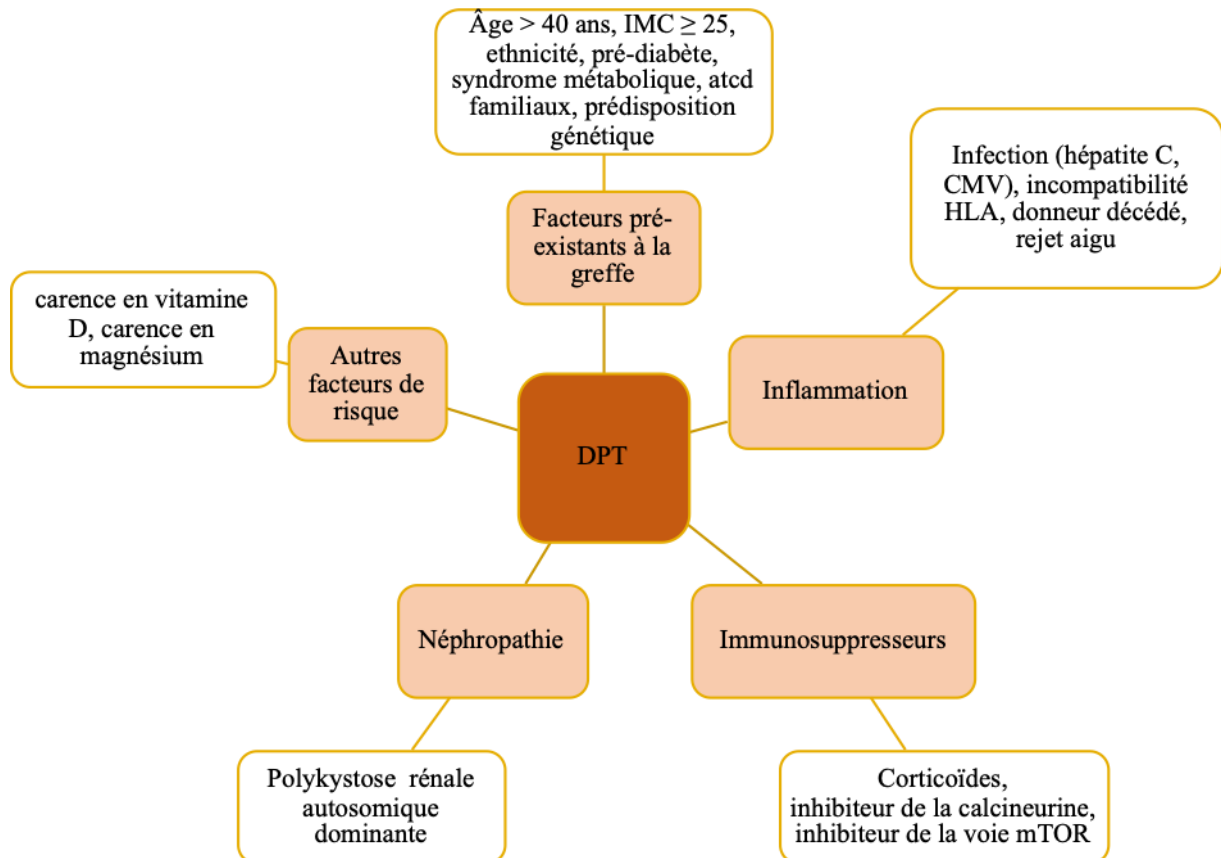 Âge > 40 ans, IMC ≥ 25,
ethnicité, pré-diabète,
syndrome métabolique, atcd
familiaux, prédisposition
génétique
Facteurs pré-
existants à la
greffe
Infection (hépatite C,
CMV), incompatibilité
HLA, donneur décédé,
rejet aigu
Inflammation
carence en vitamine
D, carence en
magnésium
Autres
facteurs de
risque
DPT
Néphropathie
Immunosuppresseurs
Polykystose rénale
autosomique
dominante
Corticoïdes,
inhibiteur de la calcineurine,
inhibiteur de la voie mTOR